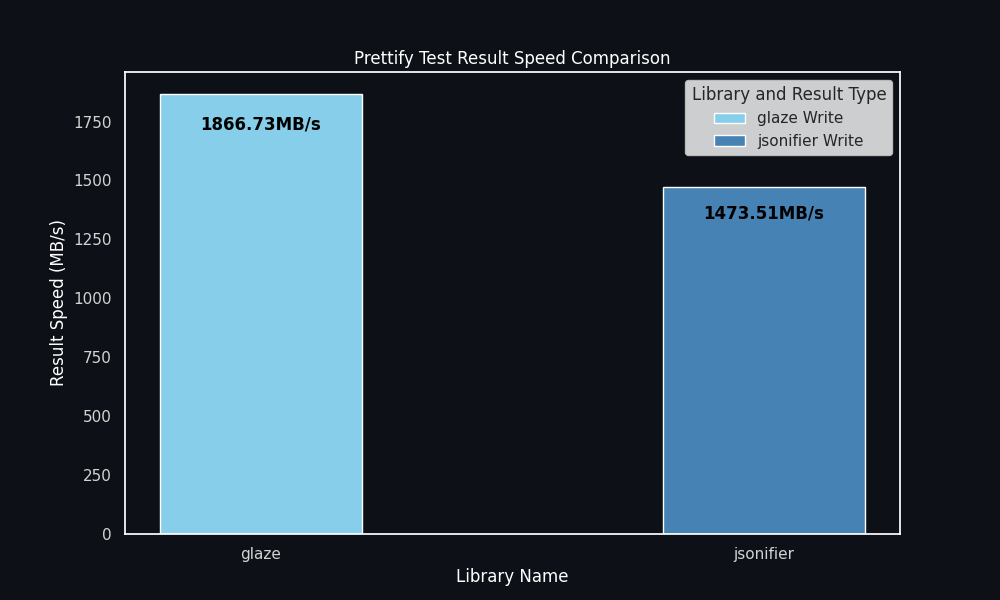 Prettify Test Result Speed Comparison
Library and Result Type
glaze Write
jsonifier Write
1866.73MB/s
1473.51MB/s
Result Speed (MB/s)
1750
1500
1250
1000
750
500
250
0
glaze
jsonifier
Library Name